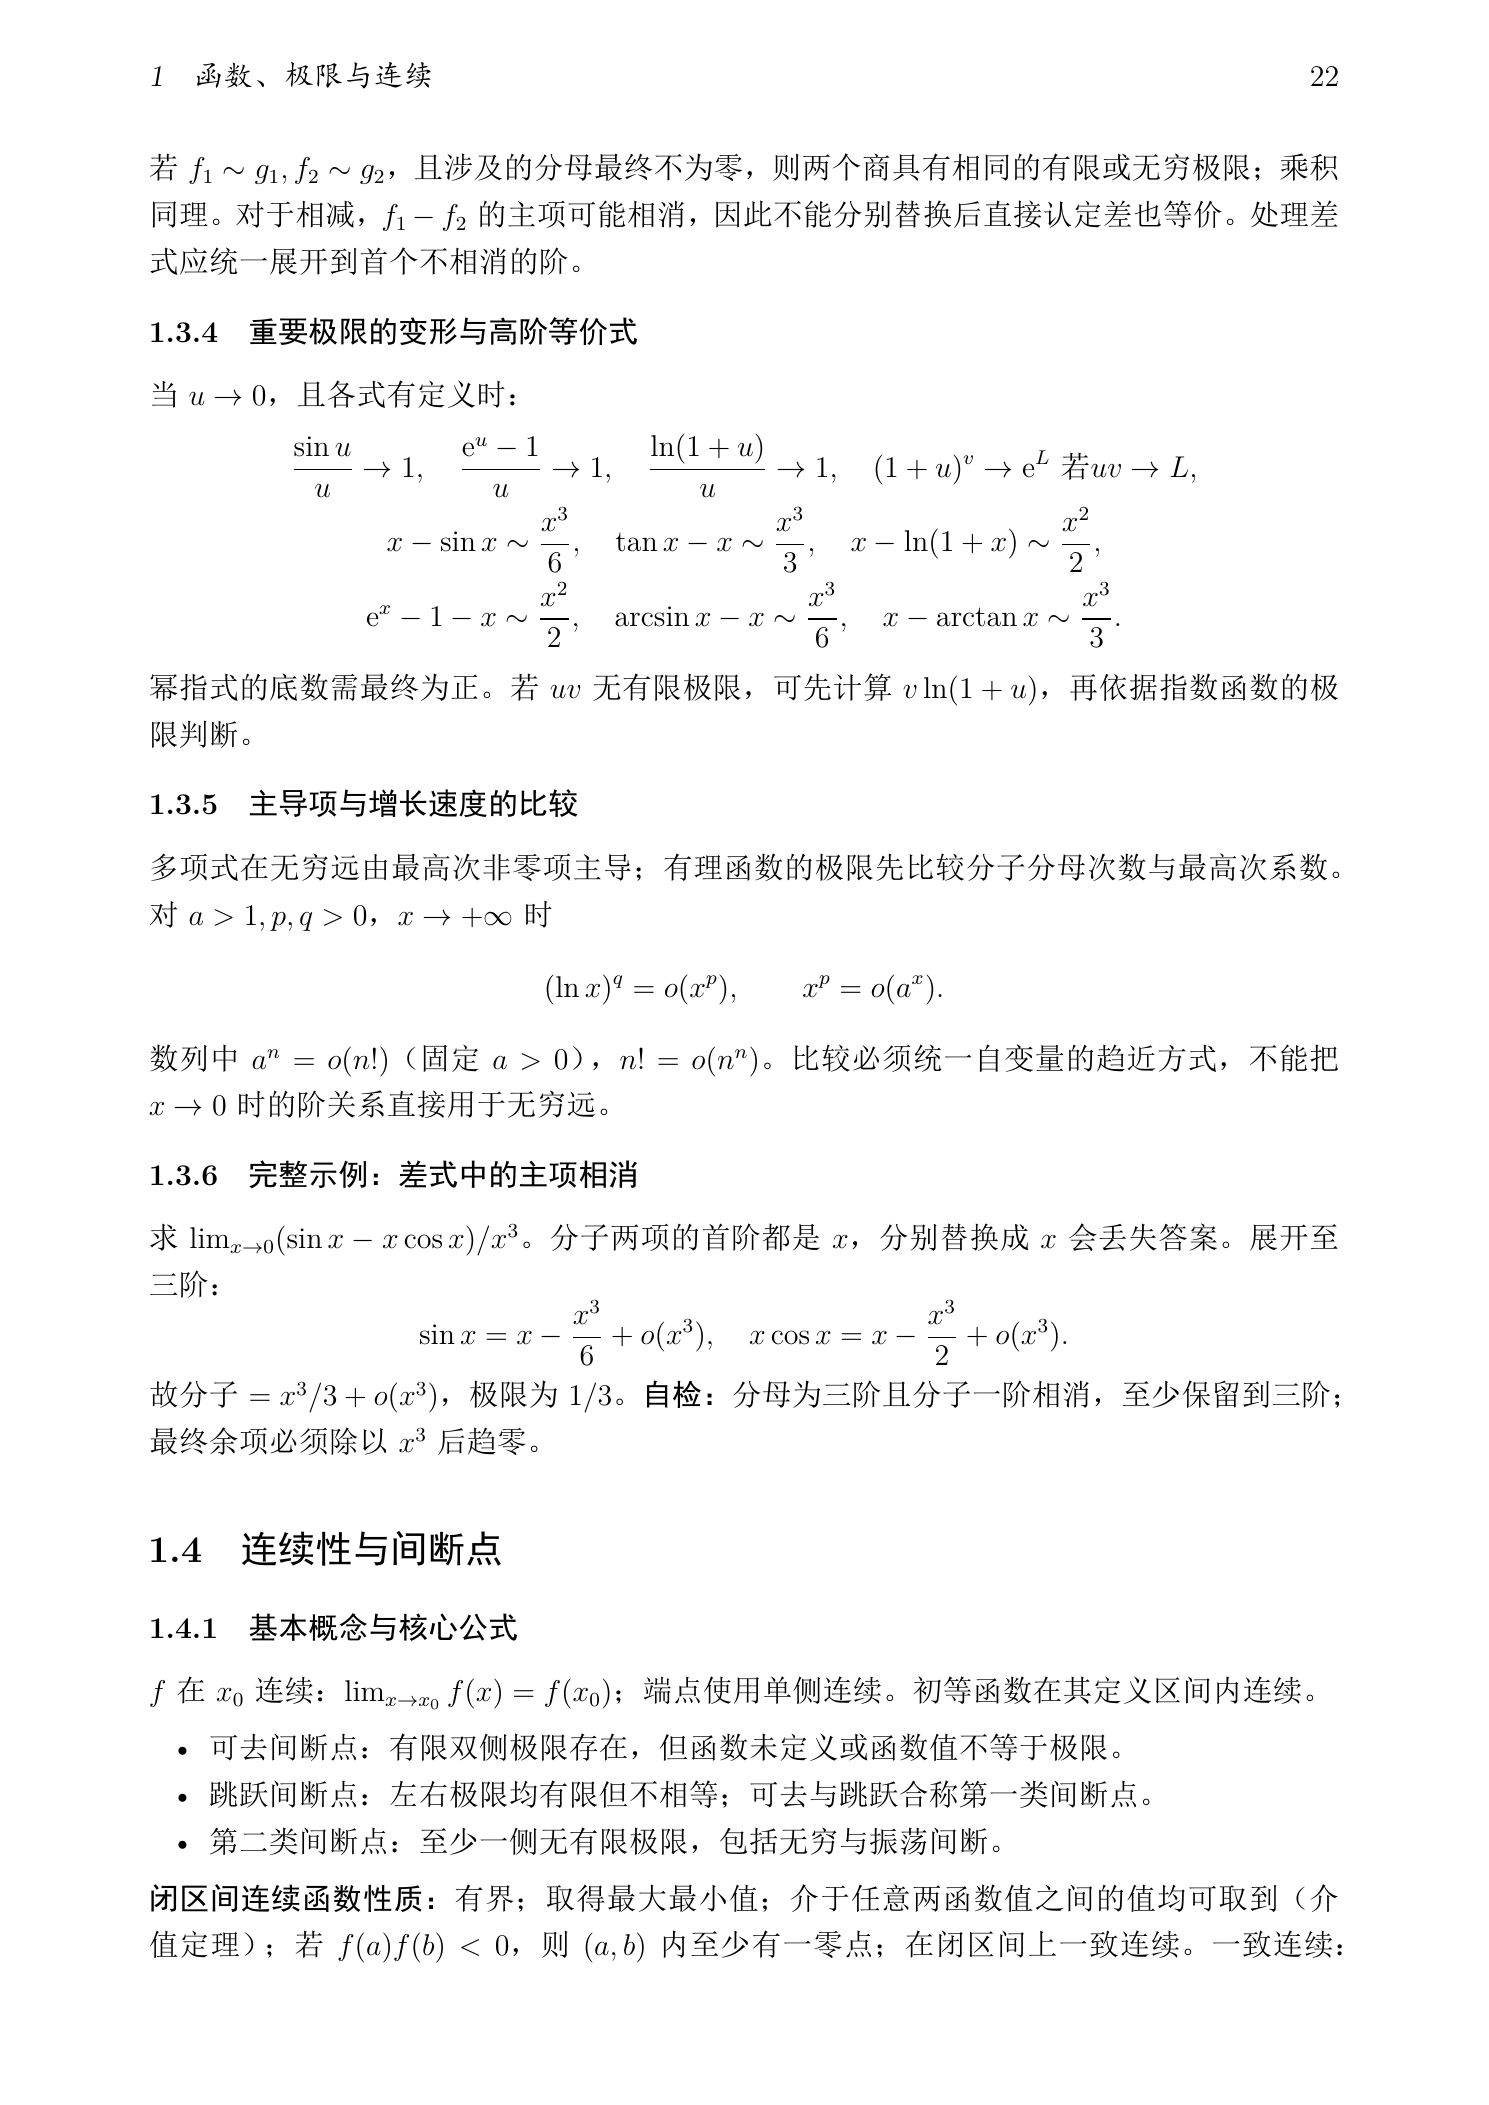 1 函数、极限与连续 22
若 f₁ ∼ g₁, f₂ ∼ g₂，且涉及的分母最终不为零，则两个商具有相同的有限或无穷极限；乘积
同理。对于相减，f₁ − f₂ 的主项可能相消，因此不能分别替换后直接认定差也等价。处理差
式应统一展开到首个不相消的阶。
1.3.4 重要极限的变形与高阶等价式
当 u → 0，且各式有定义时：
sin u/u → 1, (eᵘ − 1)/u → 1, ln(1 + u)/u → 1, (1 + u)ᵛ → e^L 若uv → L,
x − sin x ∼ x³/6, tan x − x ∼ x³/3, x − ln(1 + x) ∼ x²/2,
eˣ − 1 − x ∼ x²/2, arcsin x − x ∼ x³/6, x − arctan x ∼ x³/3.
幂指式的底数需最终为正。若 uv 无有限极限，可先计算 v ln(1 + u)，再依据指数函数的极
限判断。
1.3.5 主导项与增长速度的比较
多项式在无穷远由最高次非零项主导；有理函数的极限先比较分子分母次数与最高次系数。
对 a > 1, p, q > 0，x → +∞ 时
(ln x)^q = o(x^p), x^p = o(a^x).
数列中 aⁿ = o(n!)（固定 a > 0），n! = o(nⁿ)。比较必须统一自变量的趋近方式，不能把
x → 0 时的阶关系直接用于无穷远。
1.3.6 完整示例：差式中的主项相消
求 lim_{x→0}(sin x − x cos x)/x³。分子两项的首阶都是 x，分别替换成 x 会丢失答案。展开至
三阶：
sin x = x − x³/6 + o(x³), x cos x = x − x³/2 + o(x³).
故分子 = x³/3 + o(x³)，极限为 1/3。自检：分母为三阶且分子一阶相消，至少保留到三阶；
最终余项必须除以 x³ 后趋零。
1.4 连续性与间断点
1.4.1 基本概念与核心公式
f 在 x₀ 连续：lim_{x→x₀} f(x) = f(x₀)；端点使用单侧连续。初等函数在其定义区间内连续。
• 可去间断点：有限双侧极限存在，但函数未定义或函数值不等于极限。
• 跳跃间断点：左右极限均有限但不相等；可去与跳跃合称第一类间断点。
• 第二类间断点：至少一侧无有限极限，包括无穷与振荡间断。
闭区间连续函数性质：有界；取得最大最小值；介于任意两函数值之间的值均可取到（介
值定理）；若 f(a)f(b) < 0，则 (a, b) 内至少有一零点；在闭区间上一致连续。一致连续：